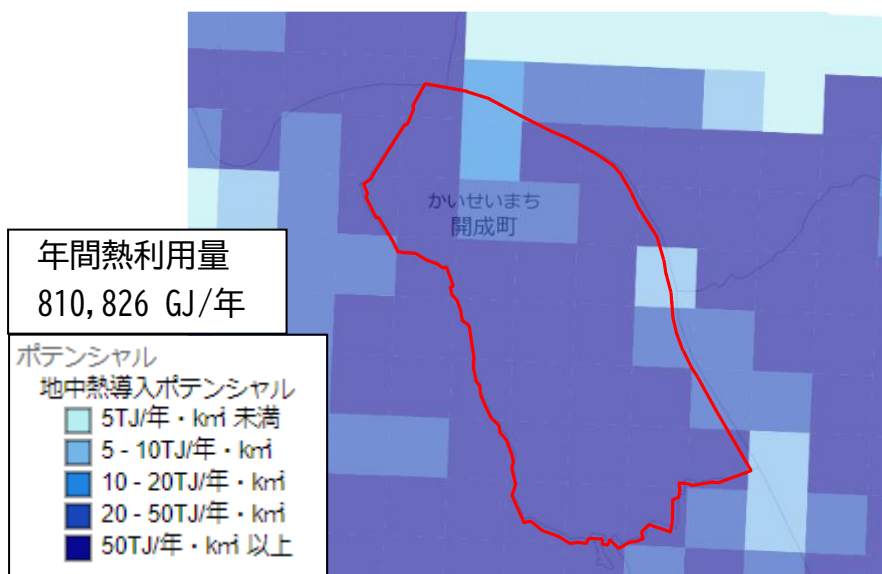 かいせいまち
開成町
年間熱利用量
810,826 GJ/年
ポテンシャル
地中熱導入ポテンシャル
5TJ/年・k㎡ 未満
5 - 10TJ/年・k㎡
10 - 20TJ/年・k㎡
20 - 50TJ/年・k㎡
50TJ/年・k㎡ 以上